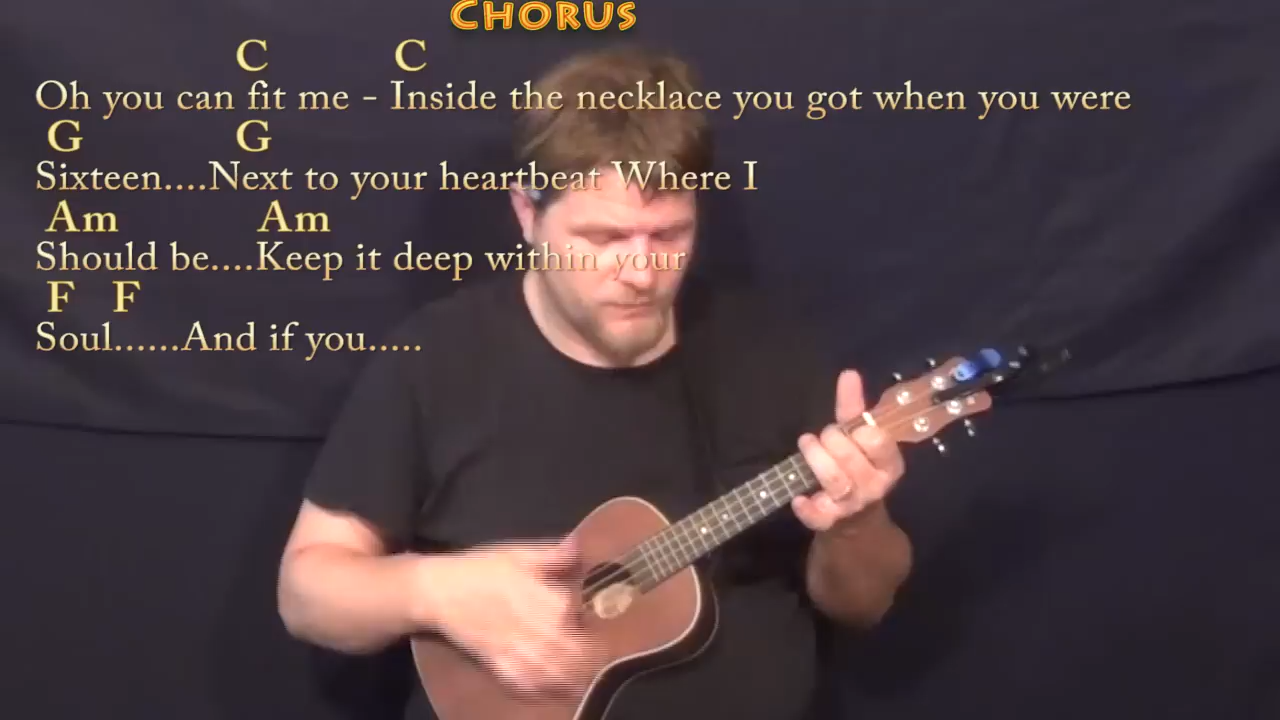 CHORUS
C C
Oh you can fit me - Inside the necklace you got when you were
G G
Sixteen....Next to your heartbeat Where I
Am Am
Should be....Keep it deep within your
F F
Soul......And if you.....